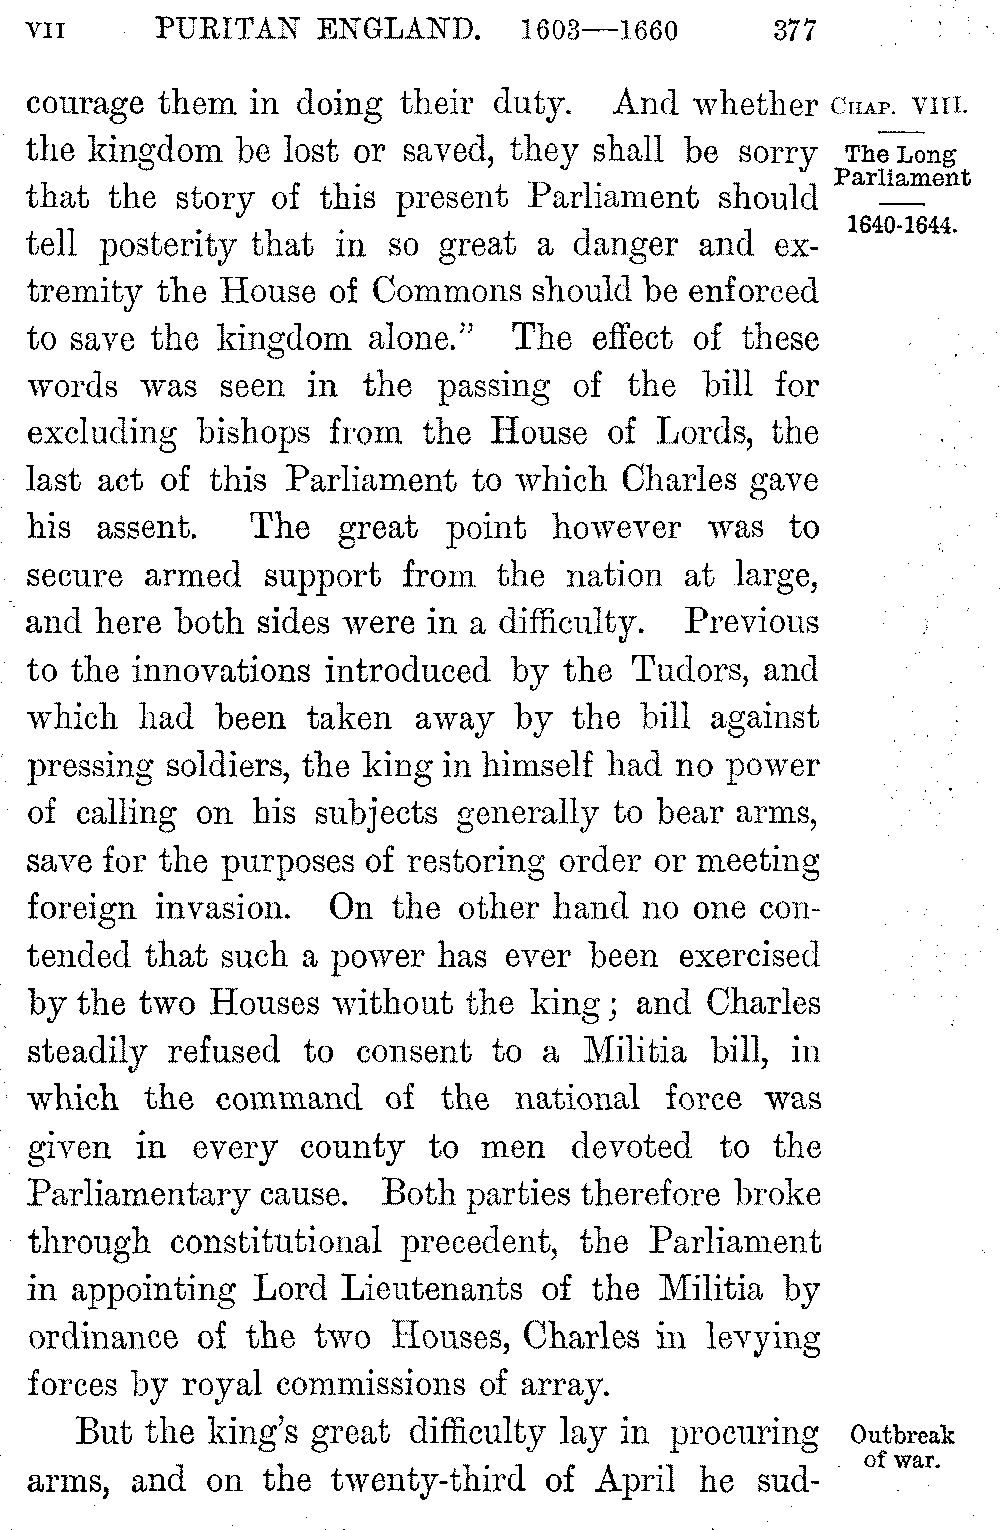 VII PURITAN ENGLAND. 1603—1660 377
courage them in doing their duty. And whether
the kingdom be lost or saved, they shall be sorry
that the story of this present Parliament should
tell posterity that in so great a danger and ex-
tremity the House of Commons should be enforced
to save the kingdom alone.” The effect of these
words was seen in the passing of the bill for
excluding bishops from the House of Lords, the
last act of this Parliament to which Charles gave
his assent. The great point however was to
secure armed support from the nation at large,
and here both sides were in a difficulty. Previous
to the innovations introduced by the Tudors, and
which had been taken away by the bill against
pressing soldiers, the king in himself had no power
of calling on his subjects generally to bear arms,
save for the purposes of restoring order or meeting
foreign invasion. On the other hand no one con-
tended that such a power has ever been exercised
by the two Houses without the king; and Charles
steadily refused to consent to a Militia bill, in
which the command of the national force was
given in every county to men devoted to the
Parliamentary cause. Both parties therefore broke
through constitutional precedent, the Parliament
in appointing Lord Lieutenants of the Militia by
ordinance of the two Houses, Charles in levying
forces by royal commissions of array.
But the king's great difficulty lay in procuring
arms, and on the twenty-third of April he sud-
CHAP. VIII.
The Long
Parliament
1640-1644.
Outbreak
of war.